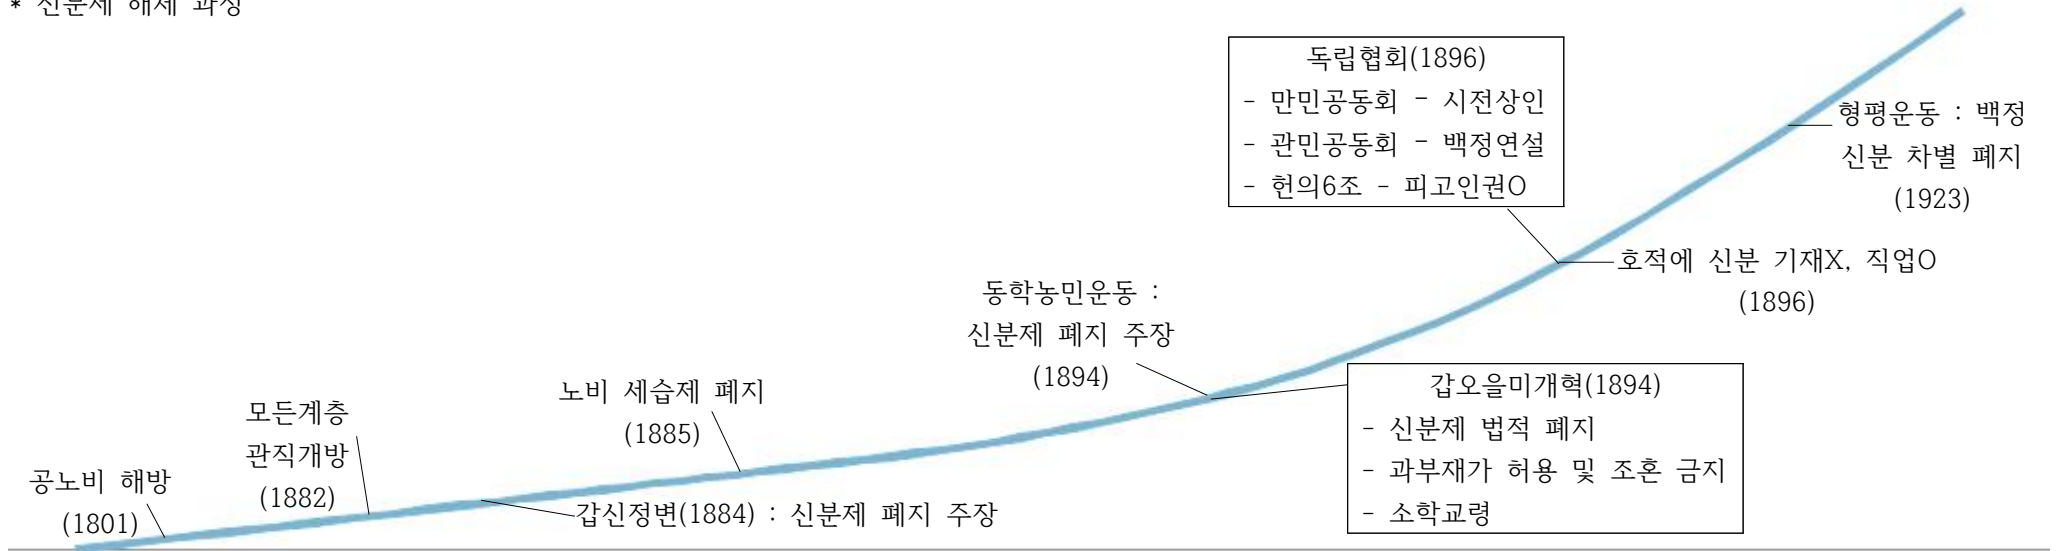 * 신분제 해체 과정
공노비 해방
(1801)
모든계층
관직개방
(1882)
갑신정변(1884) : 신분제 폐지 주장
노비 세습제 폐지
(1885)
동학농민운동 :
신분제 폐지 주장
(1894)
갑오을미개혁(1894)
- 신분제 법적 폐지
- 과부재가 허용 및 조혼 금지
- 소학교령
독립협회(1896)
- 만민공동회 - 시전상인
- 관민공동회 - 백정연설
- 헌의6조 - 피고인권O
호적에 신분 기재X, 직업O
(1896)
형평운동 : 백정
신분 차별 폐지
(1923)